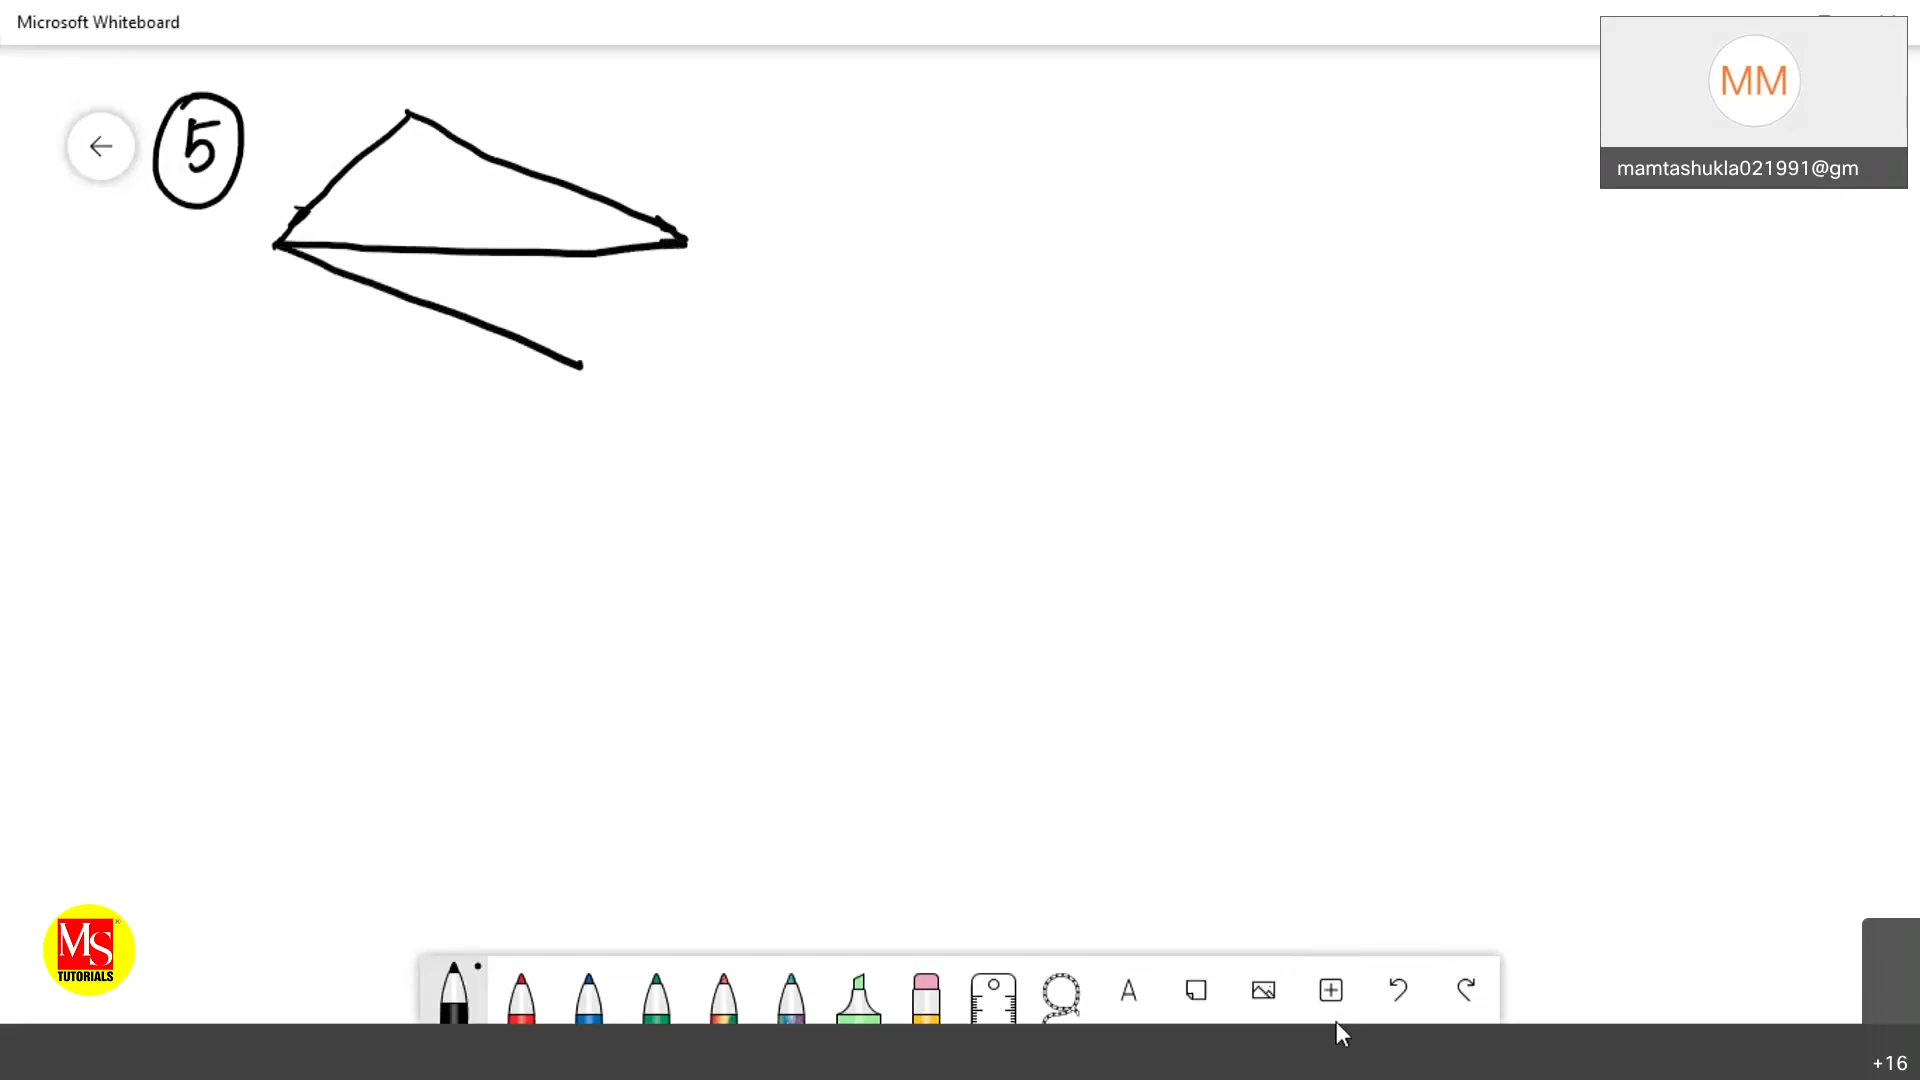 Microsoft Whiteboard
MM
mamtashukla021991@gm
5
MS
TUTORIALS
A
+16